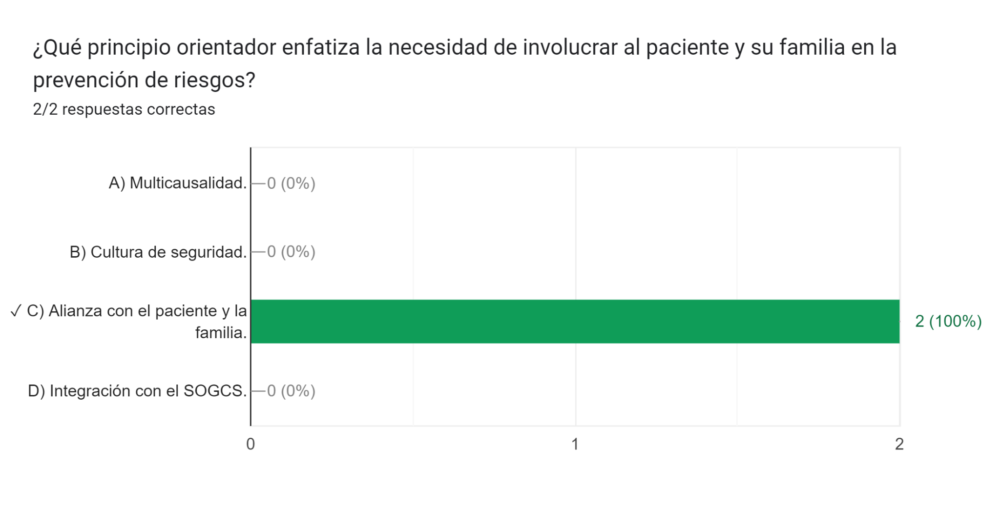 ¿Qué principio orientador enfatiza la necesidad de involucrar al paciente y su familia en la
prevención de riesgos?
2/2 respuestas correctas
A) Multicausalidad.
0 (0%)
B) Cultura de seguridad.
0 (0%)
✓ C) Alianza con el paciente y la
familia.
2 (100%)
D) Integración con el SOGCS.
0 (0%)
0
1
2